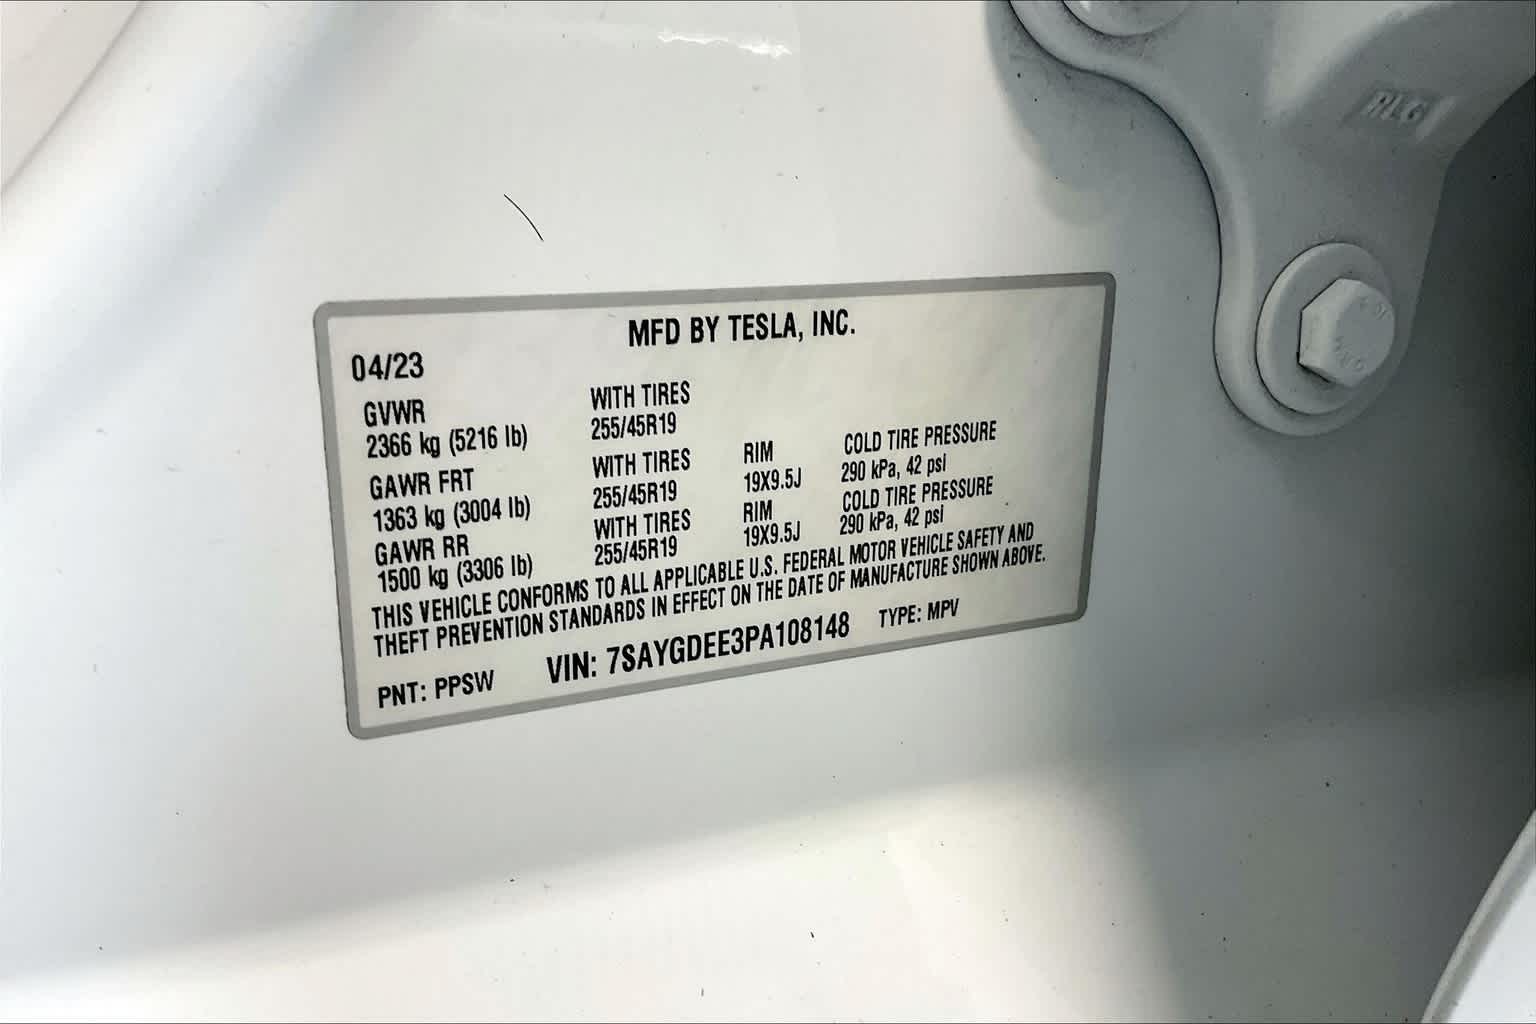 MFD BY TESLA, INC.
04/23
GVWR WITH TIRES
2366 kg (5216 lb) 255/45R19
GAWR FRT WITH TIRES RIM COLD TIRE PRESSURE
1363 kg (3004 lb) 255/45R19 19X9.5J 290 kPa, 42 psi
GAWR RR WITH TIRES RIM COLD TIRE PRESSURE
1500 kg (3306 lb) 255/45R19 19X9.5J 290 kPa, 42 psi
THIS VEHICLE CONFORMS TO ALL APPLICABLE U.S. FEDERAL MOTOR VEHICLE SAFETY AND
THEFT PREVENTION STANDARDS IN EFFECT ON THE DATE OF MANUFACTURE SHOWN ABOVE.
PNT: PPSW VIN: 7SAYGDEE3PA108148 TYPE: MPV